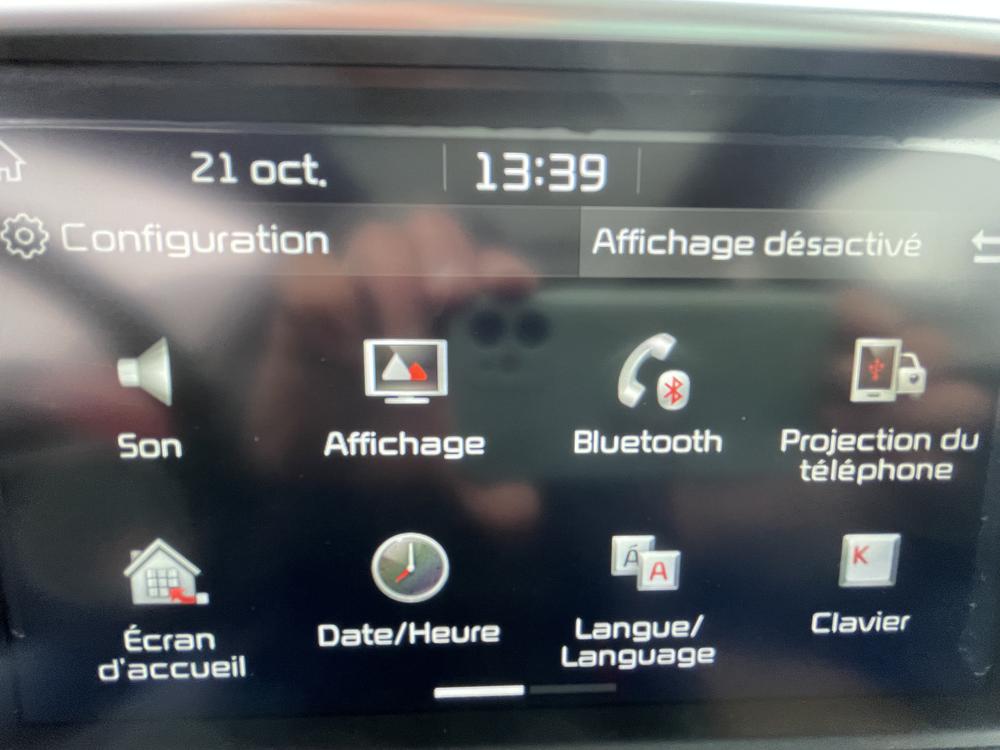 21 oct. 13:39
Configuration Affichage désactivé
Son Affichage Bluetooth Projection du
téléphone
Écran
d'accueil
Date/Heure
Langue/
Language
Clavier
Á A K